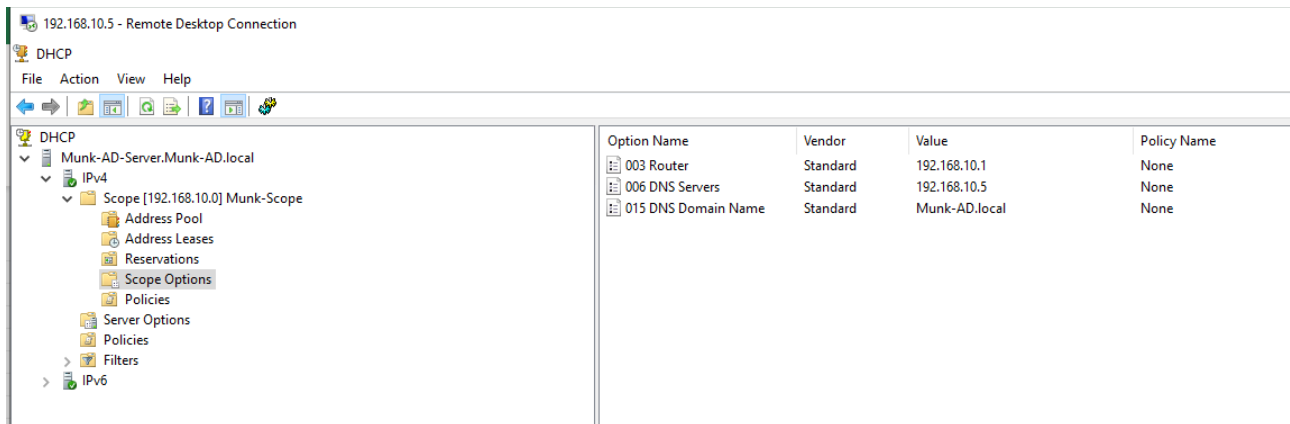 192.168.10.5 - Remote Desktop Connection
DHCP
File Action View Help
DHCP
Munk-AD-Server.Munk-AD.local
IPv4
Scope [192.168.10.0] Munk-Scope
Address Pool
Address Leases
Reservations
Scope Options
Policies
Server Options
Policies
Filters
IPv6
Option Name Vendor Value Policy Name
003 Router Standard 192.168.10.1 None
006 DNS Servers Standard 192.168.10.5 None
015 DNS Domain Name Standard Munk-AD.local None